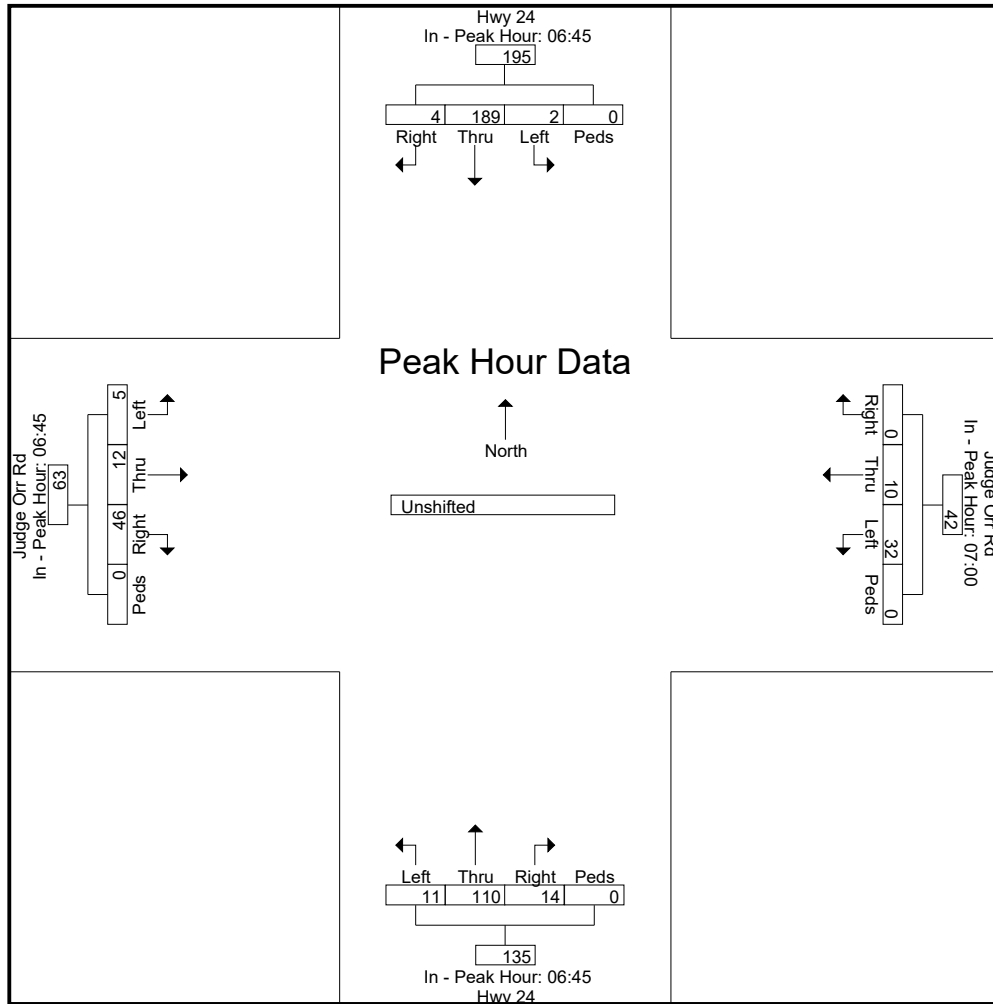 Hwy 24
In - Peak Hour: 06:45
195
4 189 2 0
Right Thru Left Peds
Peak Hour Data
North
Unshifted
Judge Orr Rd
In - Peak Hour: 06:45
63
5 12 46 0
Left Thru Right Peds
Judge Orr Rd
In - Peak Hour: 07:00
42
0 10 32 0
Right Thru Left Peds
Left Thru Right Peds
11 110 14 0
135
In - Peak Hour: 06:45
Hwy 24